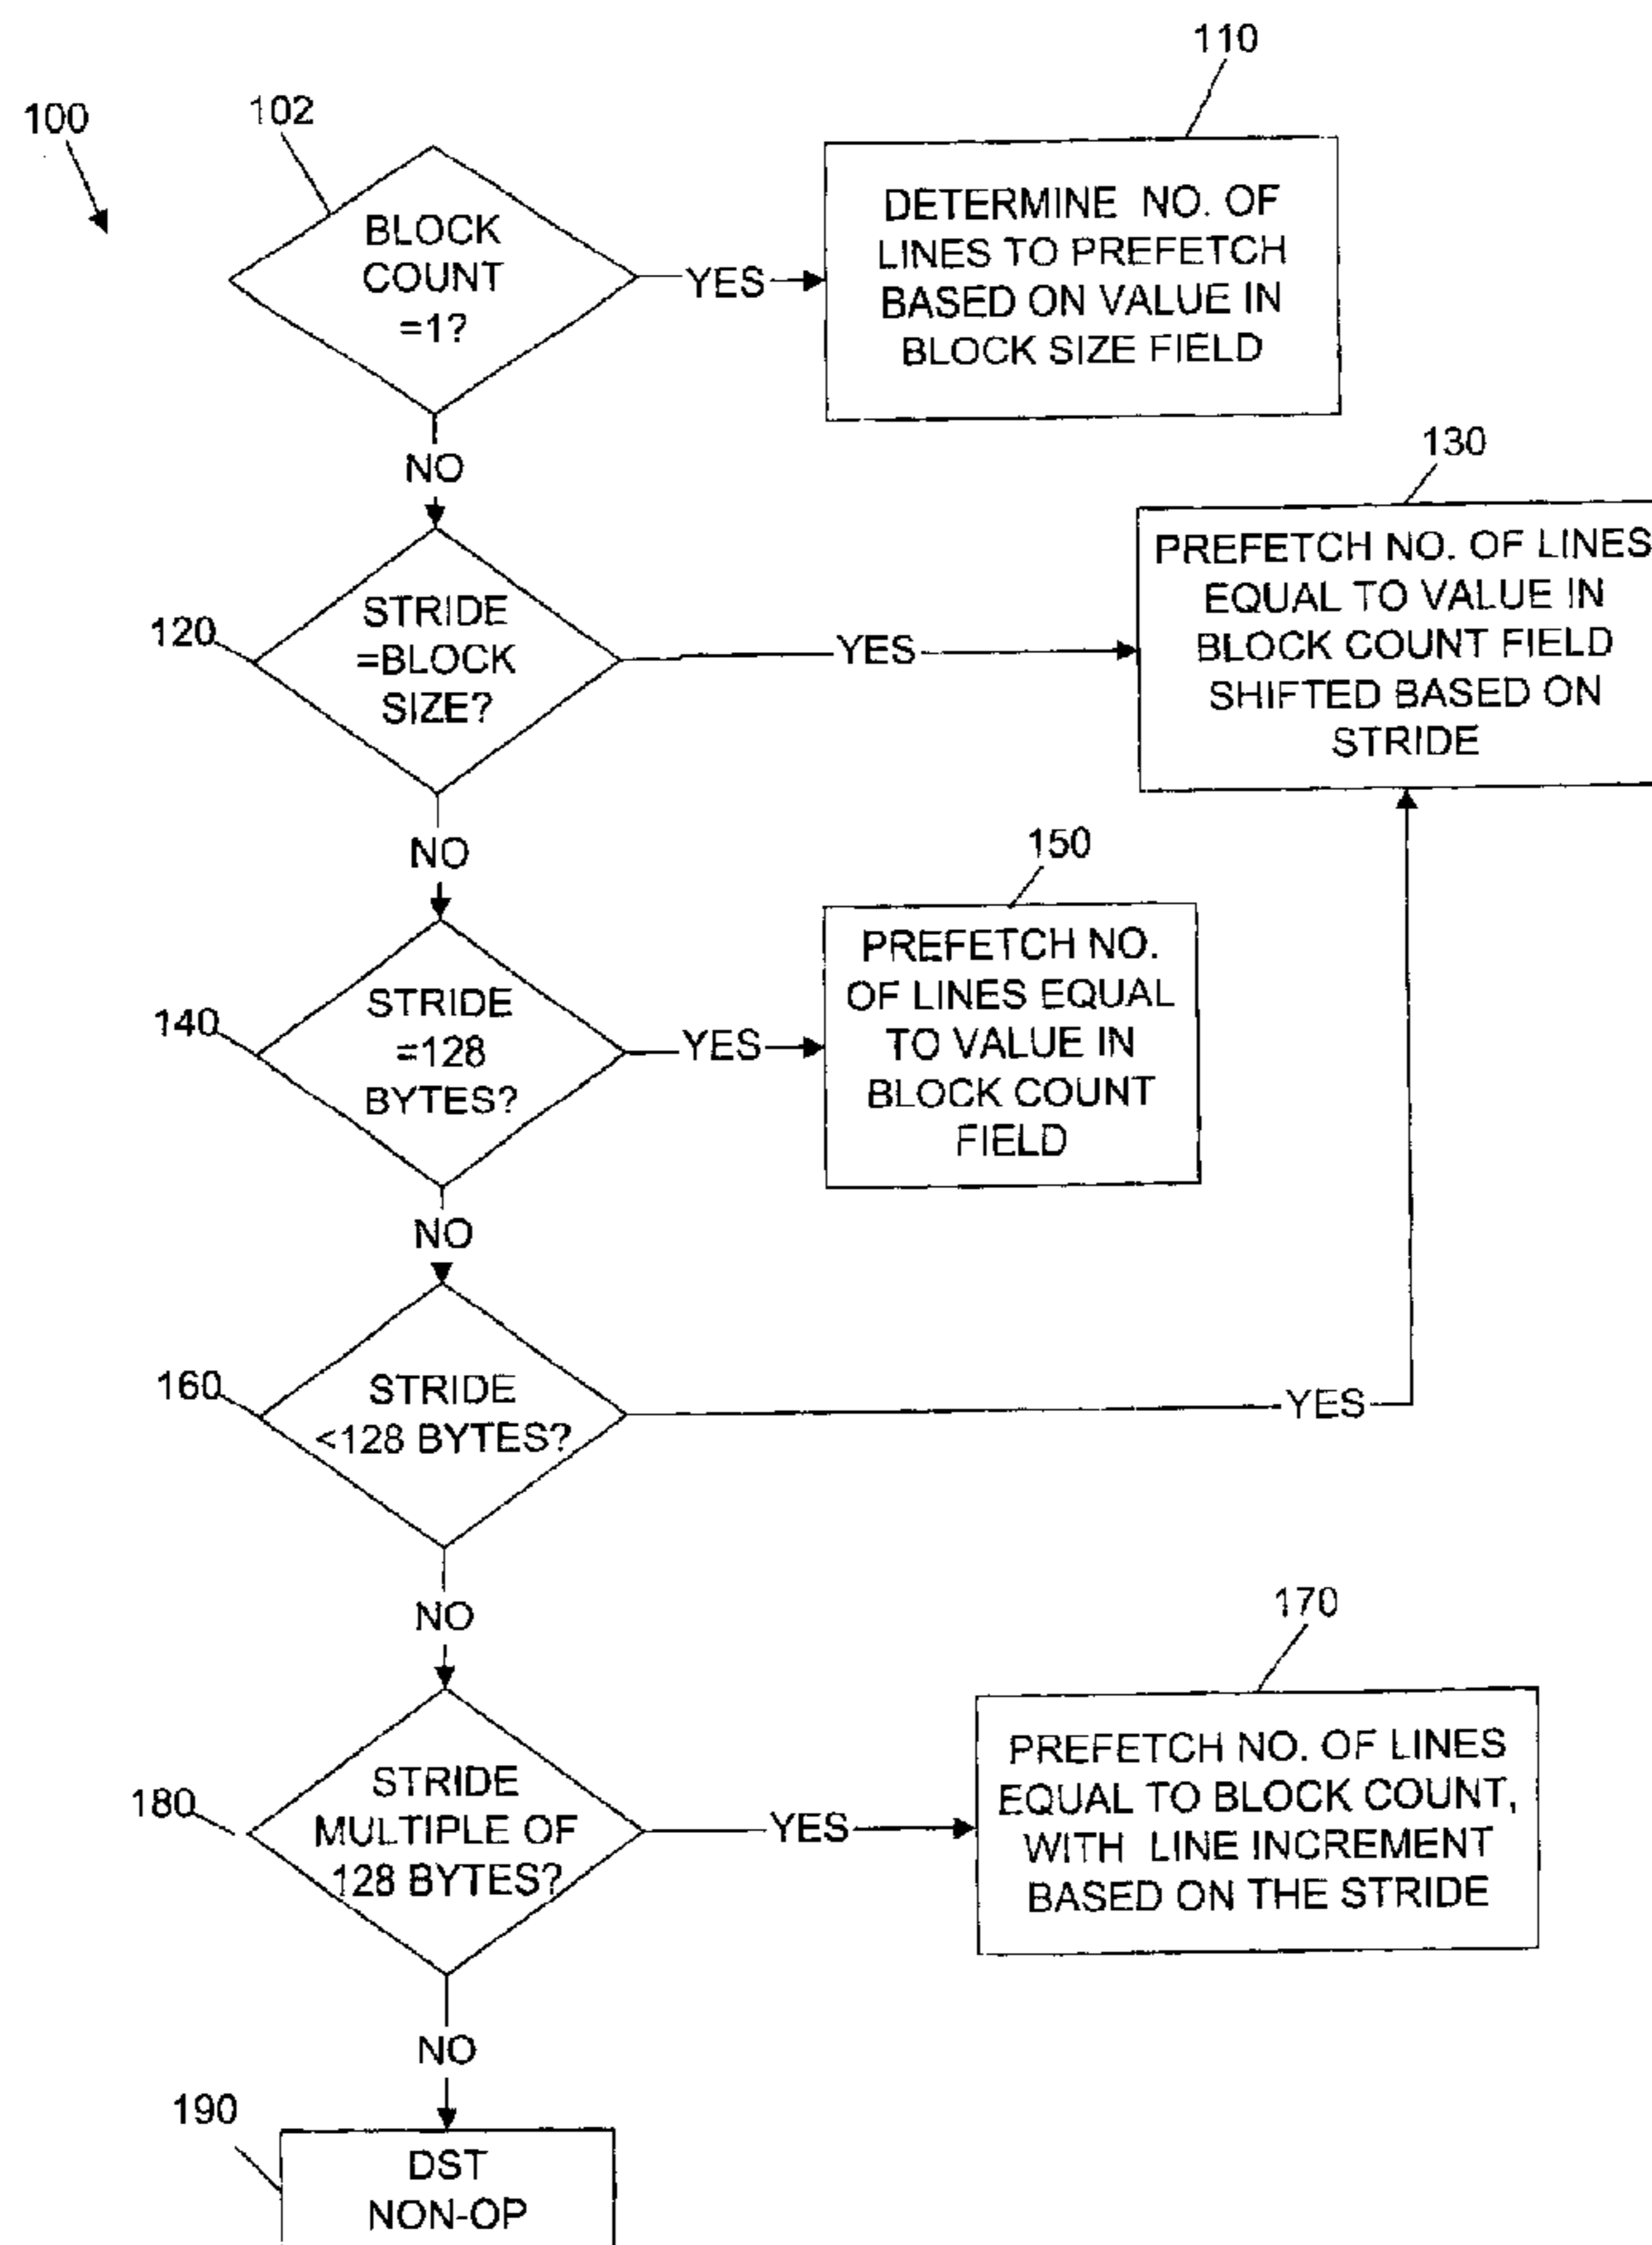 110
100
102
BLOCK
COUNT
=1?
YES
DETERMINE NO. OF
LINES TO PREFETCH
BASED ON VALUE IN
BLOCK SIZE FIELD
NO
130
120
STRIDE
=BLOCK
SIZE?
YES
PREFETCH NO. OF LINES
EQUAL TO VALUE IN
BLOCK COUNT FIELD
SHIFTED BASED ON
STRIDE
NO
150
140
STRIDE
=128
BYTES?
YES
PREFETCH NO.
OF LINES EQUAL
TO VALUE IN
BLOCK COUNT
FIELD
NO
160
STRIDE
<128 BYTES?
YES
NO
170
180
STRIDE
MULTIPLE OF
128 BYTES?
YES
PREFETCH NO. OF LINES
EQUAL TO BLOCK COUNT,
WITH LINE INCREMENT
BASED ON THE STRIDE
NO
190
DST
NON-OP